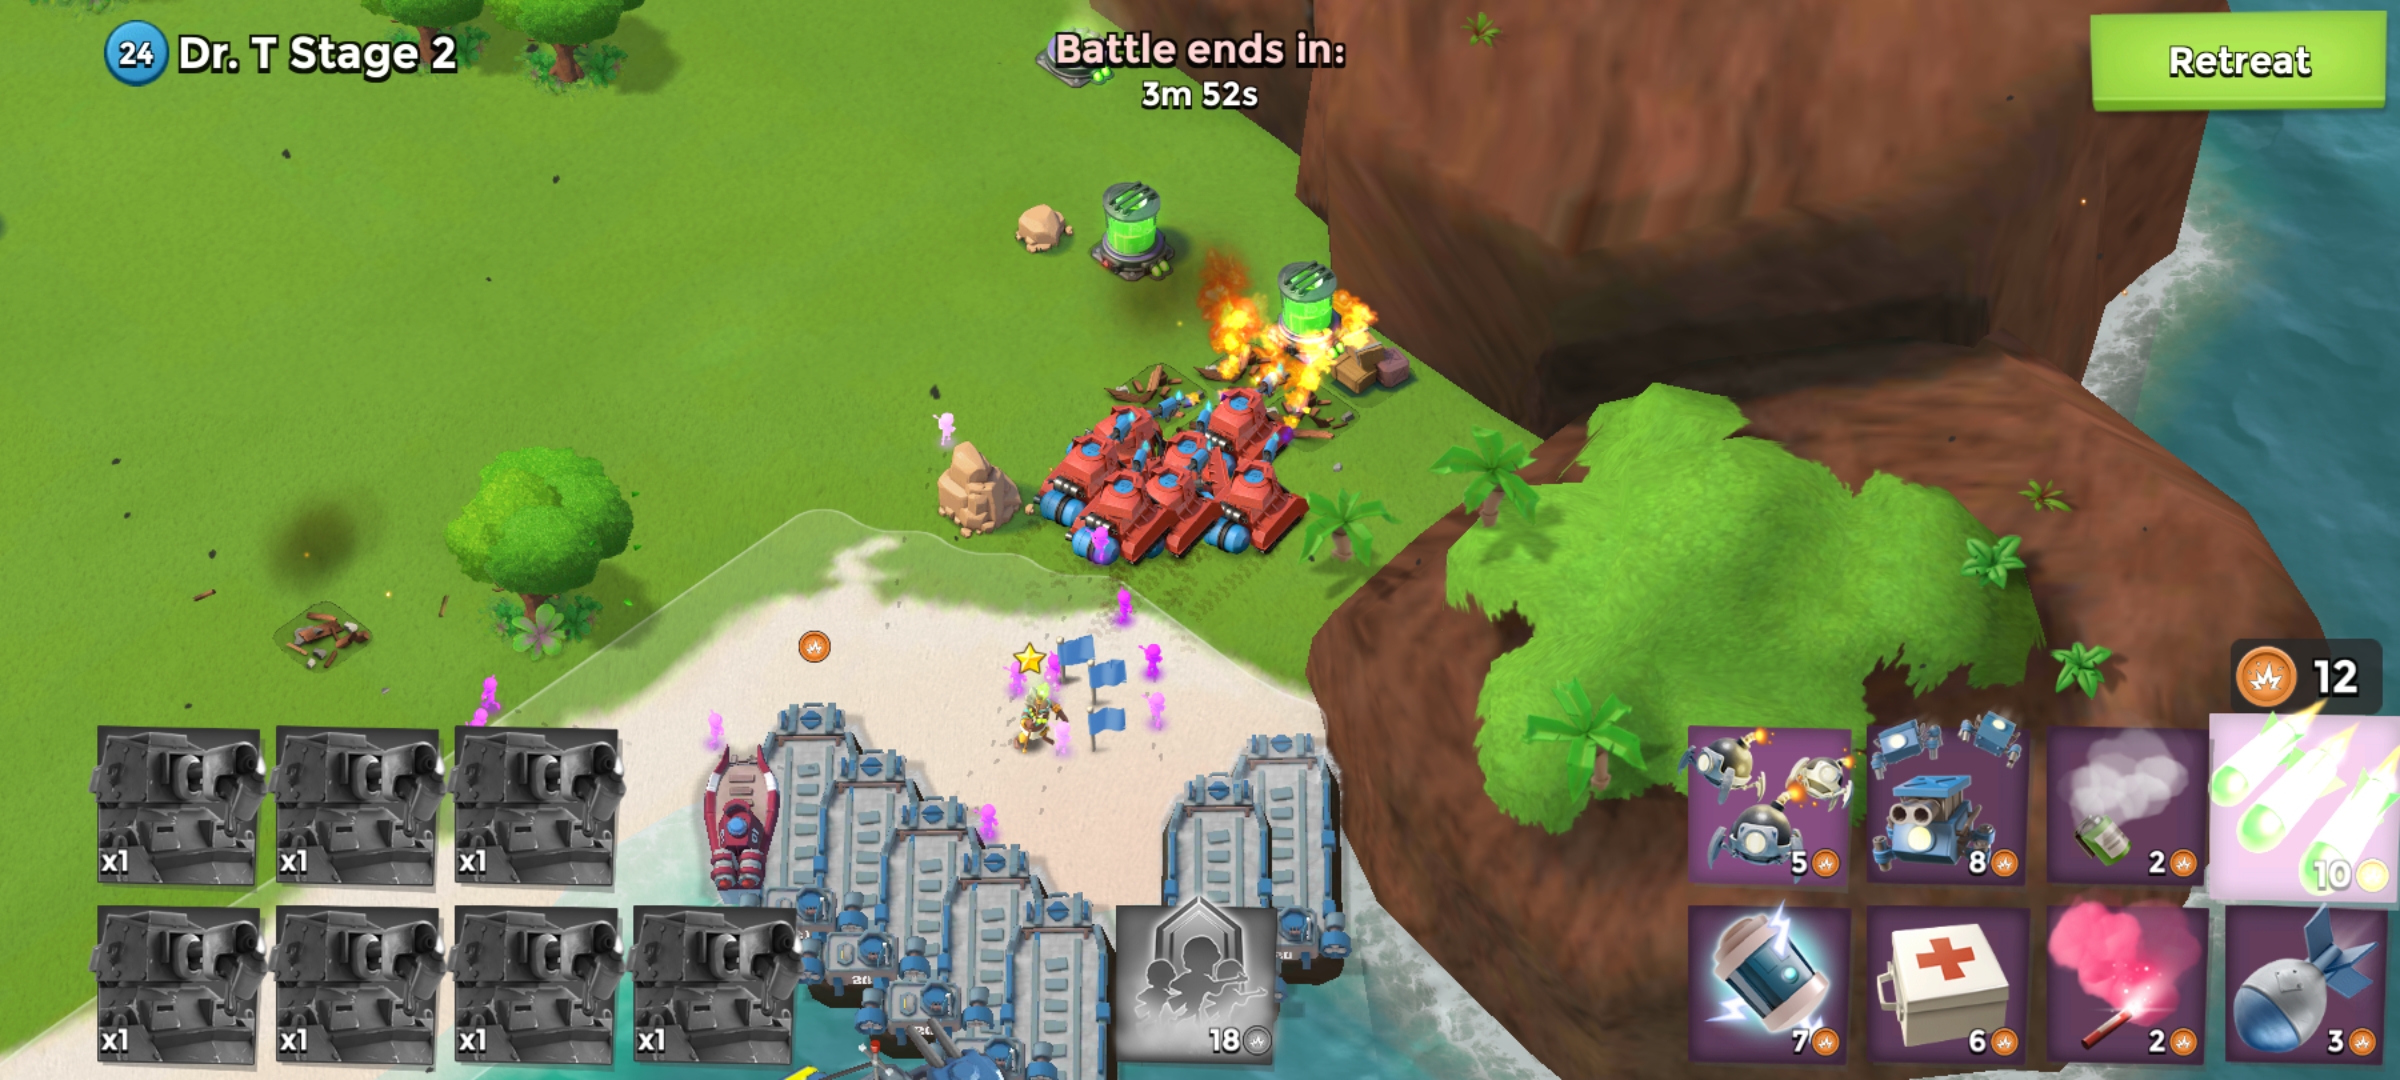 24 Dr. T Stage 2
Battle ends in:
3m 52s
Retreat
12
x1 x1 x1
5 8 2 10
x1 x1 x1 x1
18
7 6 2 3